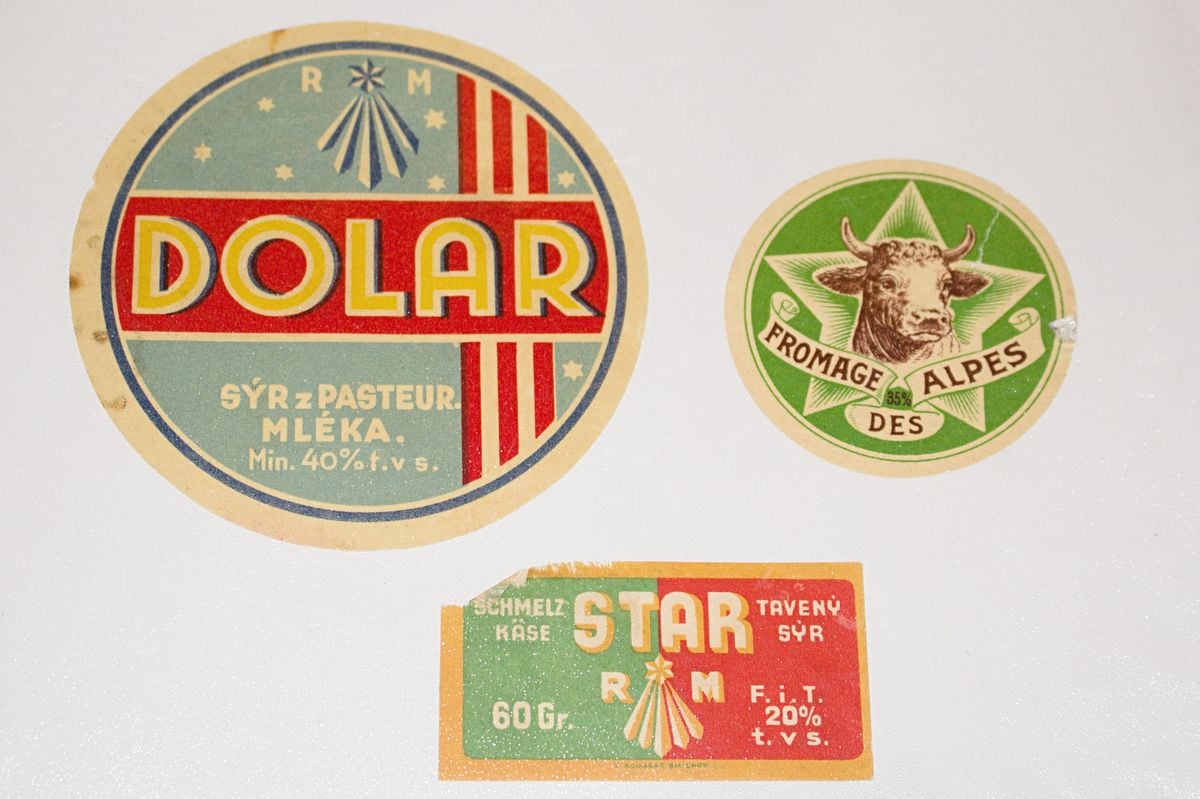 R M
DOLAR
SÝR z PASTEUR.
MLÉKA.
Min. 40% f. v s.
FROMAGE
ALPES
35%
DES
SCHMELZ
KÄSE
STAR
TAVENÝ
SÝR
R M
60 Gr.
F. i. T.
20%
t. v s.